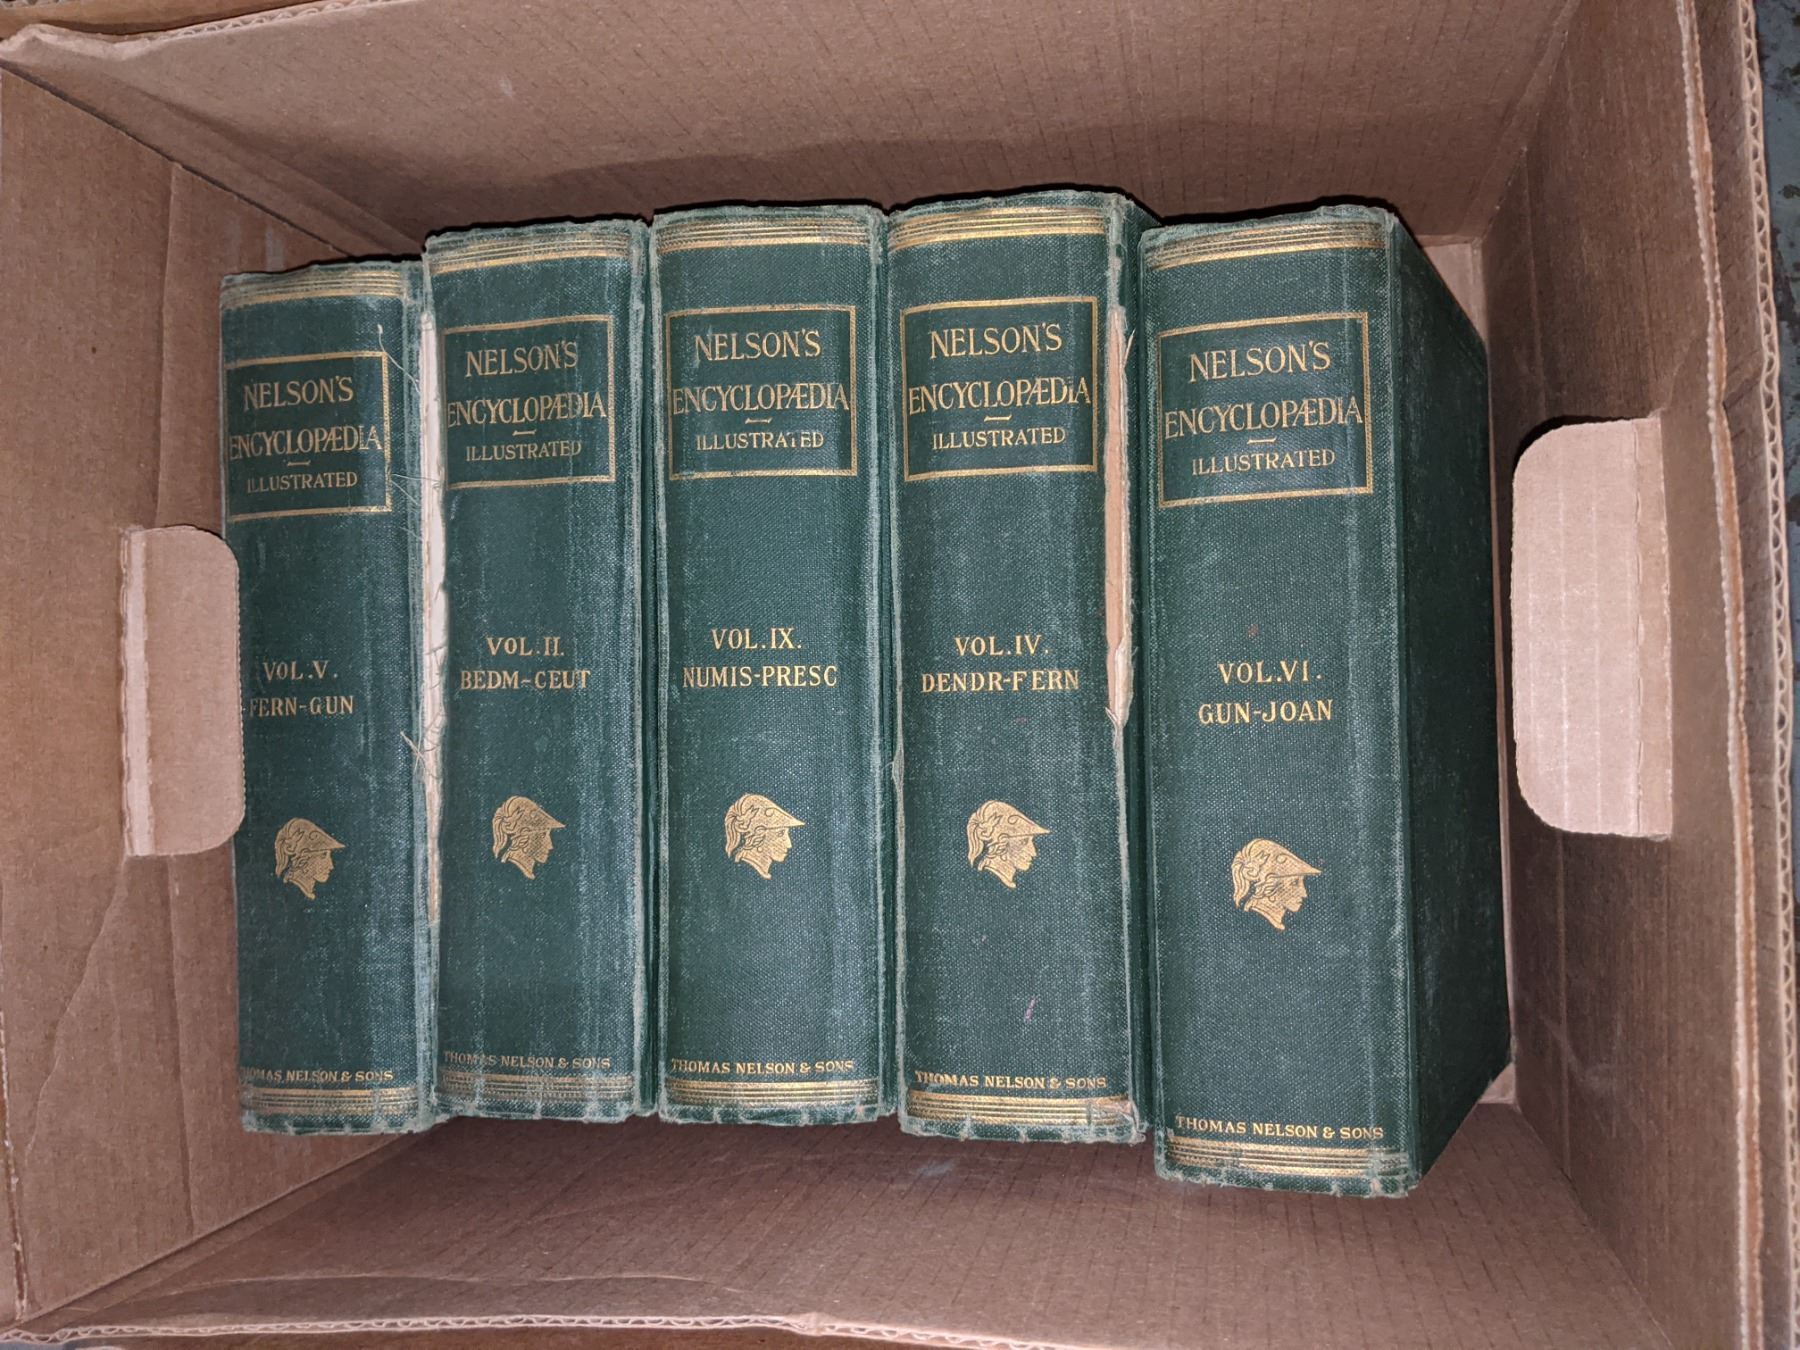 NELSON'S
ENCYCLOPÆDIA
ILLUSTRATED
VOL.V.
FERN-GUN
THOMAS NELSON & SONS
NELSON'S
ENCYCLOPÆDIA
ILLUSTRATED
VOL.II.
BEDM-CEUT
THOMAS NELSON & SONS
NELSON'S
ENCYCLOPÆDIA
ILLUSTRATED
VOL.IX.
NUMIS-PRESC
THOMAS NELSON & SONS
NELSON'S
ENCYCLOPÆDIA
ILLUSTRATED
VOL.IV.
DENDR-FERN
THOMAS NELSON & SONS
NELSON'S
ENCYCLOPÆDIA
ILLUSTRATED
VOL.VI.
GUN-JOAN
THOMAS NELSON & SONS